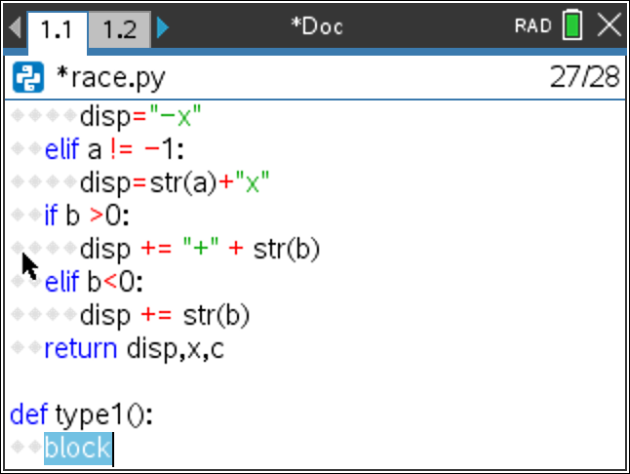 1.1 1.2 *Doc RAD
*race.py 27/28
disp="-x"
elif a != -1:
disp=str(a)+"x"
if b >0:
disp += "+" + str(b)
elif b<0:
disp += str(b)
return disp,x,c
def type1():
block